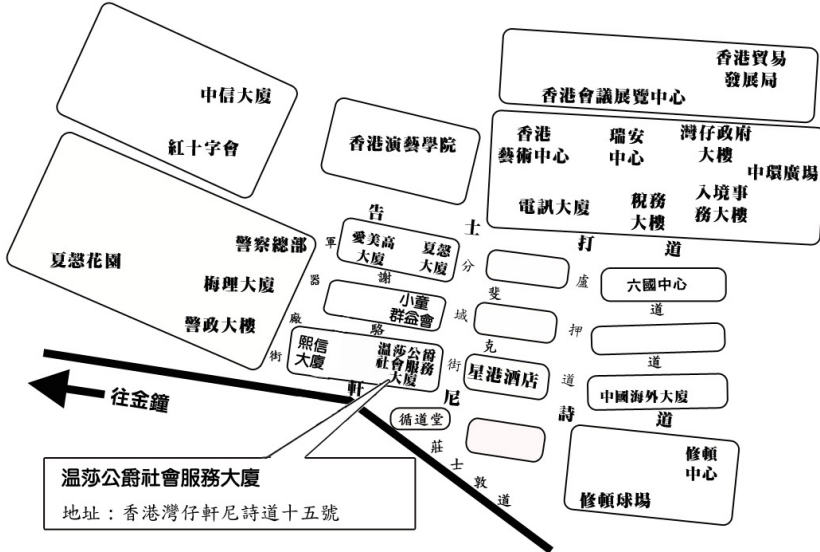 香港貿易
發展局
香港會議展覽中心
中信大廈
紅十字會
香港演藝學院
香港
藝術中心
瑞安
中心
灣仔政府
大樓
中環廣場
電訊大廈
稅務
大樓
入境事
務大樓
告士打道
夏慤花園
警察總部
梅理大廈
警政大樓
軍器廠街
愛美高
大廈
夏慤
大廈
謝斐道
分域街
小童
群益會
駱克道
盧押道
六國中心
熙信
大廈
溫莎公爵
社會服務
大廈
星港酒店
中國海外大廈
軒尼詩道
循道堂
莊士敦道
修頓
中心
修頓球場
往金鐘
温莎公爵社會服務大廈
地址：香港灣仔軒尼詩道十五號